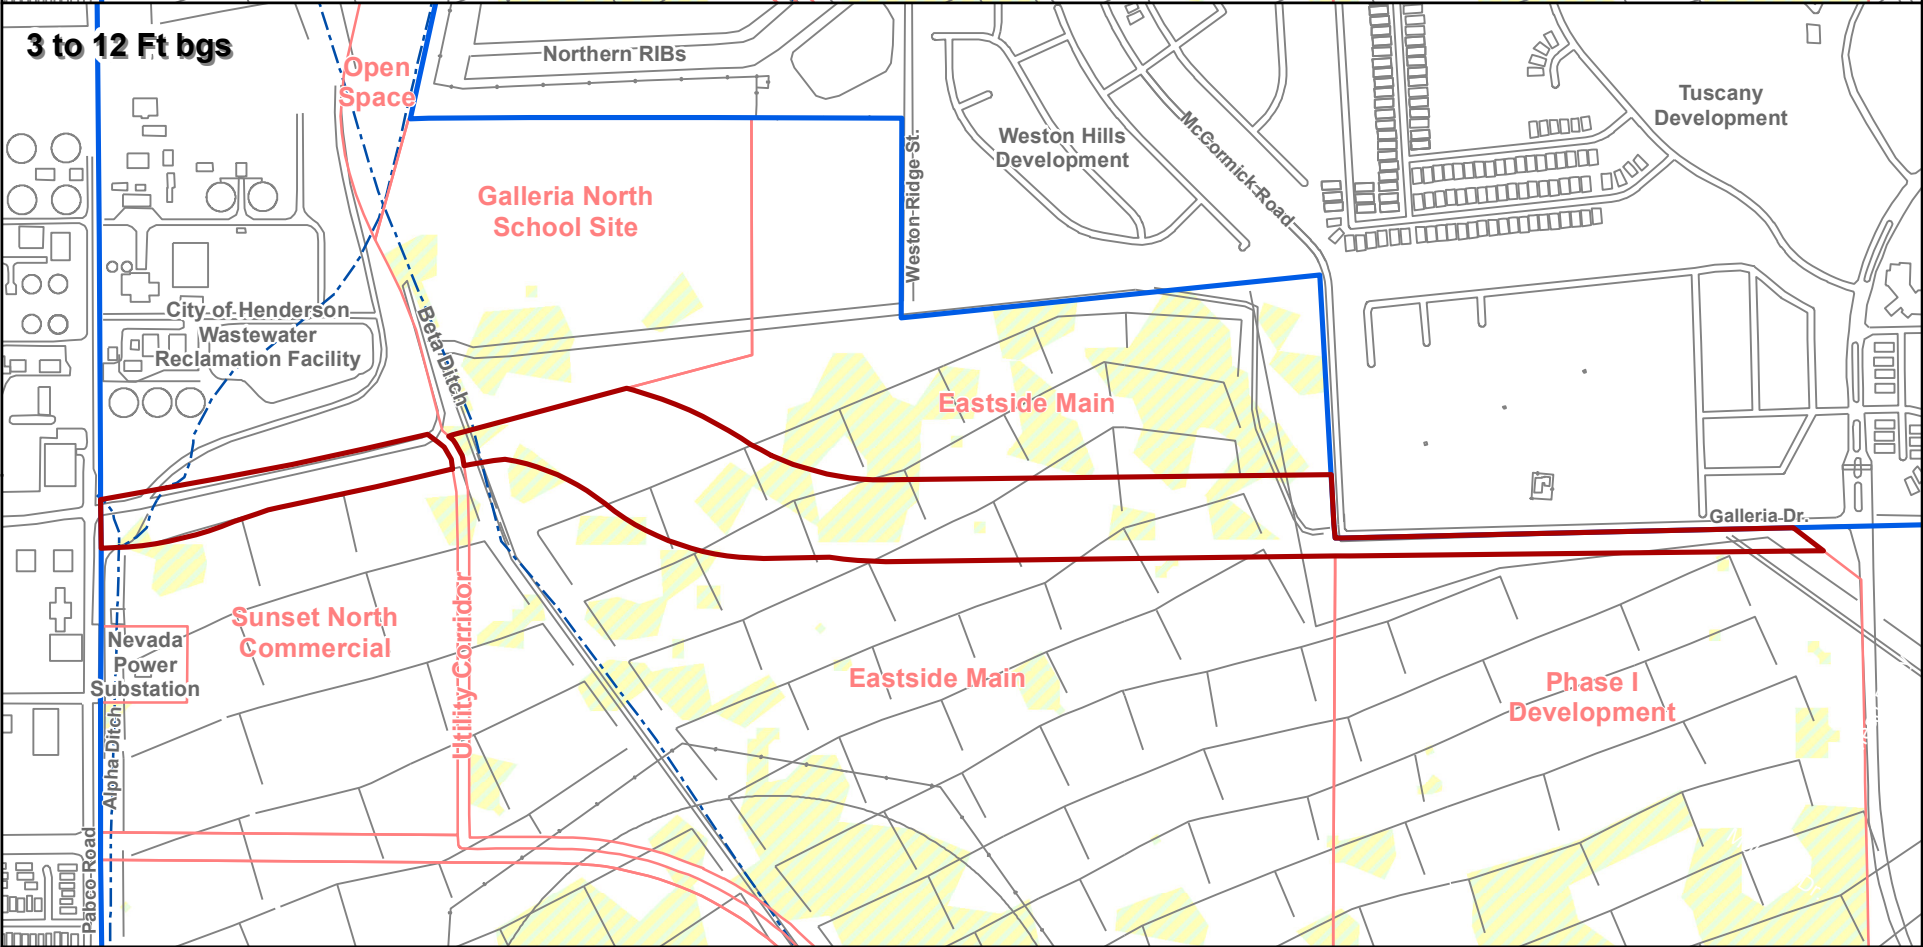 3 to 12 Ft bgs
Open
Space
Northern RIBs
Weston Ridge St.
Weston Hills
Development
McCormick Road
Tuscany
Development
Galleria North
School Site
City of Henderson
Wastewater
Reclamation Facility
Beta Ditch
Eastside Main
Galleria Dr.
Sunset North
Commercial
Utility Corridor
Nevada
Power
Substation
Alpha Ditch
Pabco Road
Eastside Main
Phase I
Development